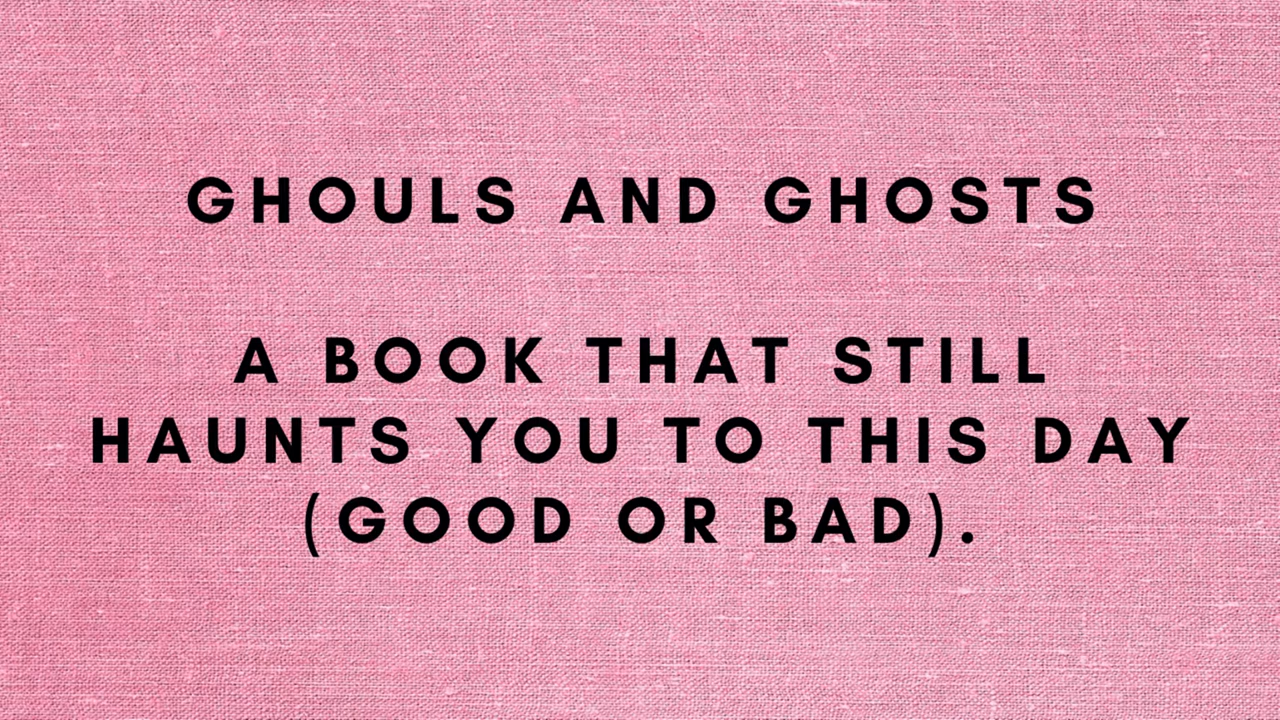 GHOULS AND GHOSTS
A BOOK THAT STILL
HAUNTS YOU TO THIS DAY
(GOOD OR BAD).